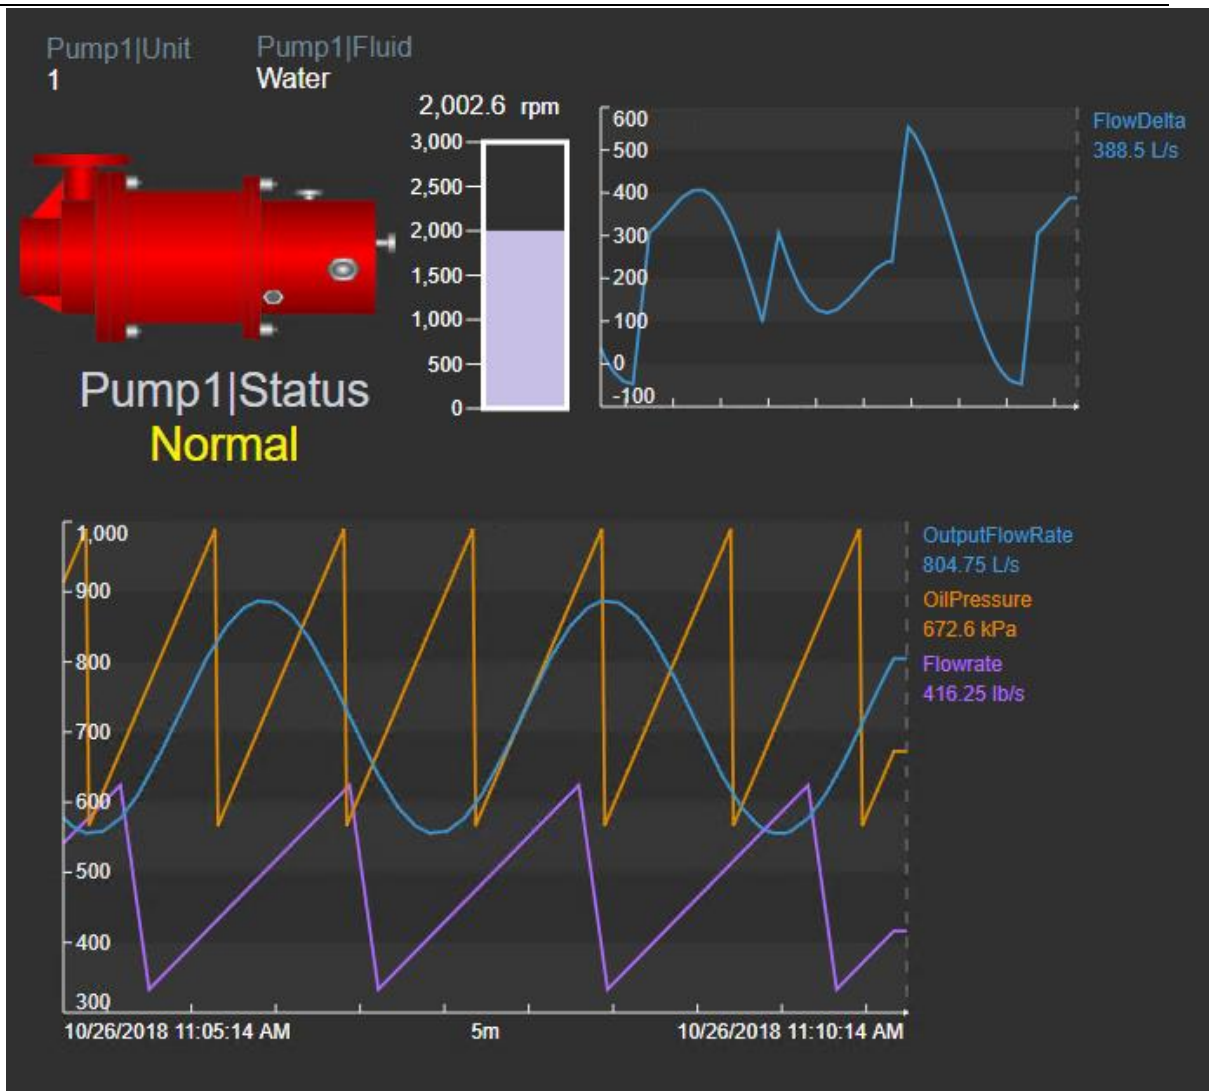 Pump1|Unit
1
Pump1|Fluid
Water
2,002.6 rpm
3,000
2,500
2,000
1,500
1,000
500
0
Pump1|Status
Normal
600
500
400
300
200
100
0
-100
FlowDelta
388.5 L/s
1,000
900
800
700
600
500
400
300
10/26/2018 11:05:14 AM
5m
10/26/2018 11:10:14 AM
OutputFlowRate
804.75 L/s
OilPressure
672.6 kPa
Flowrate
416.25 lb/s